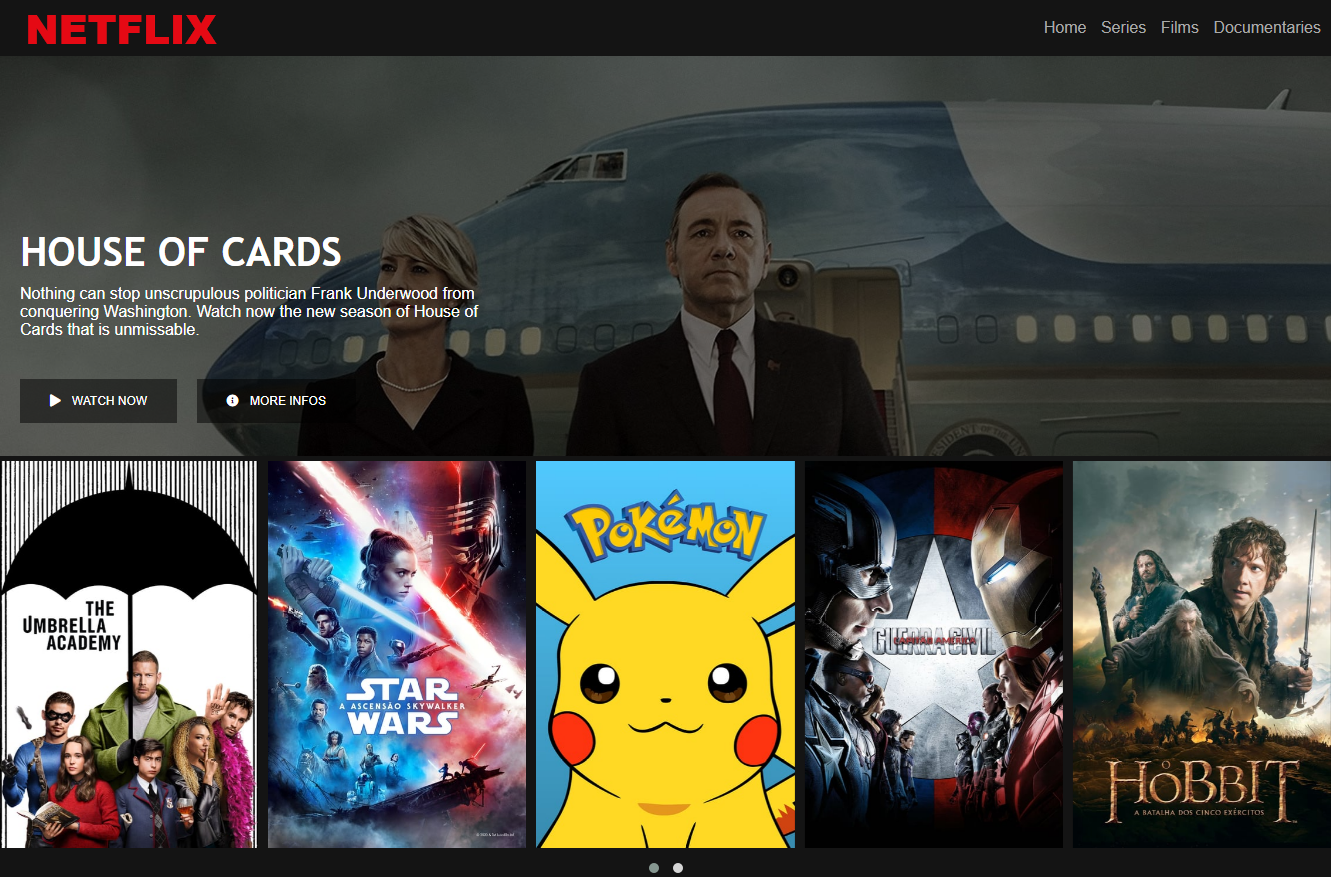 NETFLIX
Home Series Films Documentaries
HOUSE OF CARDS
Nothing can stop unscrupulous politician Frank Underwood from
conquering Washington. Watch now the new season of House of
Cards that is unmissable.
WATCH NOW
MORE INFOS
THE
UMBRELLA
ACADEMY
STAR
A ASCENSÃO SKYWALKER
WARS
POKÉMON
CAPITÃO AMÉRICA
GUERRA CIVIL
O
HOBBIT
A BATALHA DOS CINCO EXÉRCITOS